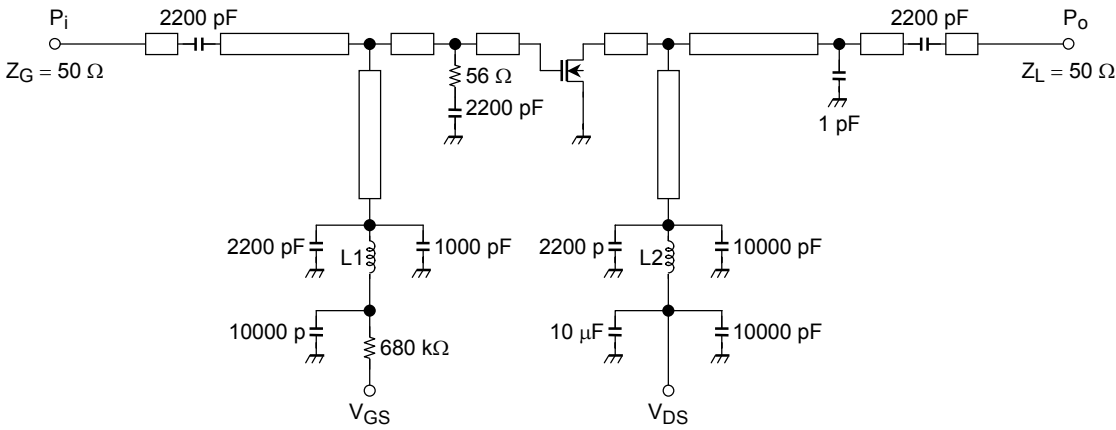 Pi
2200 pF
2200 pF
Po
ZG = 50 Ω
56 Ω
2200 pF
ZL = 50 Ω
1 pF
2200 pF
L1
1000 pF
2200 p
L2
10000 pF
10000 p
680 kΩ
10 μF
10000 pF
VGS
VDS